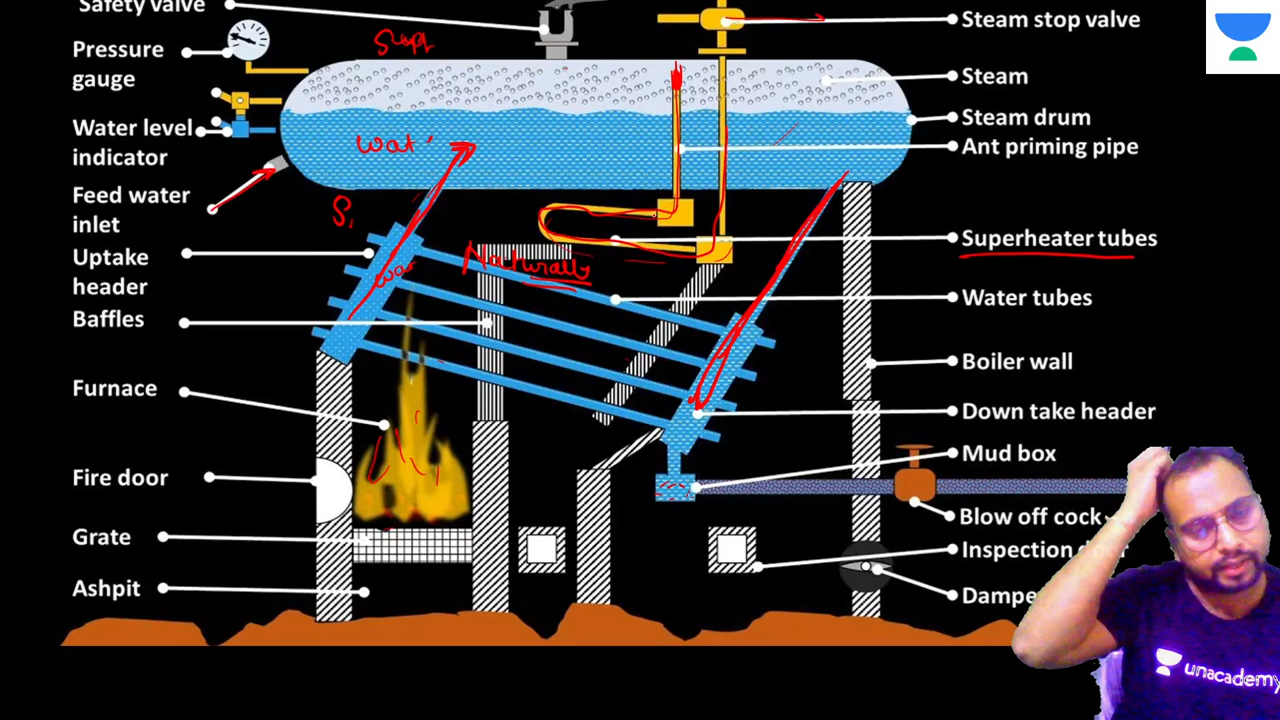 Safety valve
Pressure
gauge
Water level
indicator
Feed water
inlet
Uptake
header
Baffles
Furnace
Fire door
Grate
Ashpit
Steam stop valve
Steam
Steam drum
Ant priming pipe
Superheater tubes
Water tubes
Boiler wall
Down take header
Mud box
Blow off cock
Inspection
Naturally
unacademy